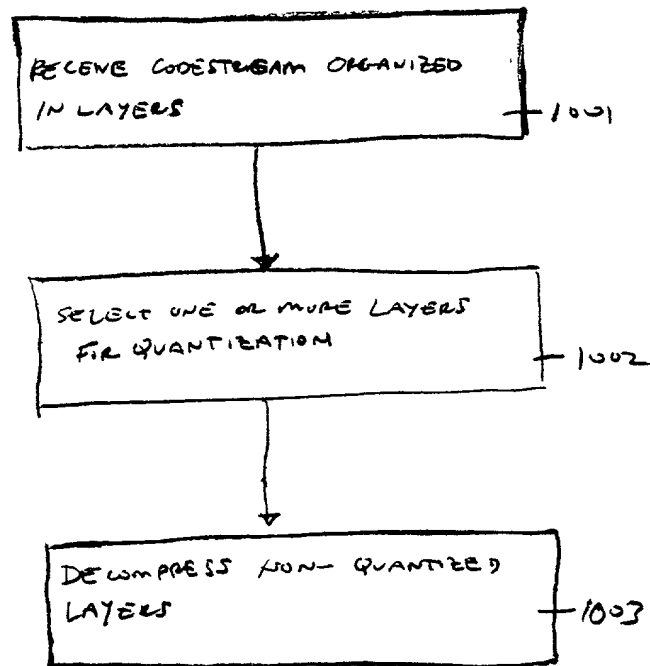 RECEIVE CODESTREAM ORGANIZED
IN LAYERS
1001
SELECT ONE OR MORE LAYERS
FOR QUANTIZATION
1002
DECOMPRESS NON- QUANTIZED
LAYERS
1003